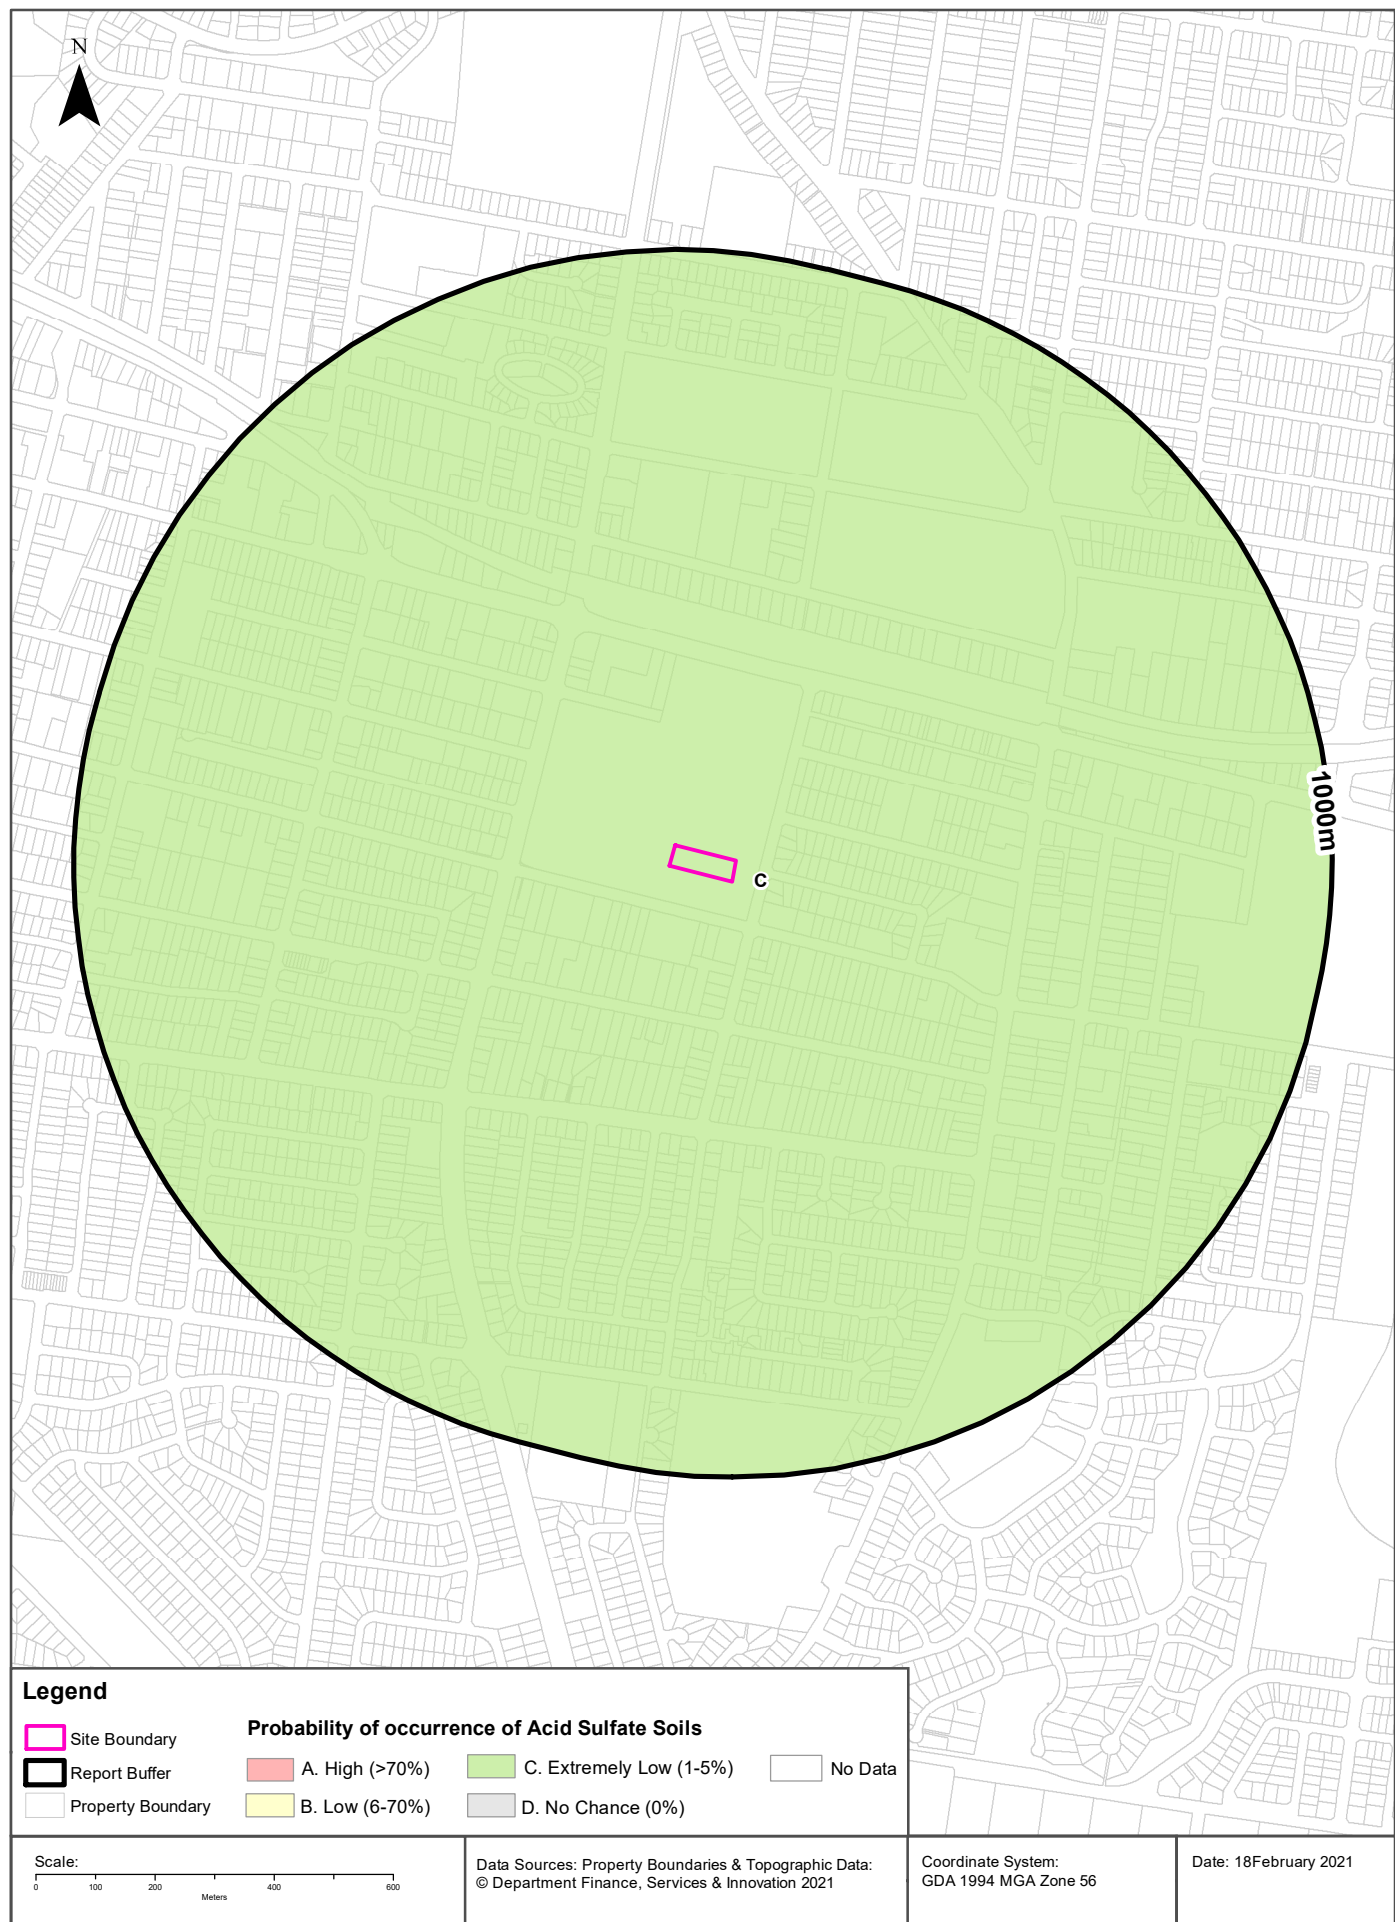 N
1000m
C
Legend
Site Boundary
Report Buffer
Property Boundary
Probability of occurrence of Acid Sulfate Soils
A. High (>70%)
C. Extremely Low (1-5%)
No Data
B. Low (6-70%)
D. No Chance (0%)
Scale:
0 100 200 400 600
Meters
Data Sources: Property Boundaries & Topographic Data:
© Department Finance, Services & Innovation 2021
Coordinate System:
GDA 1994 MGA Zone 56
Date: 18February 2021